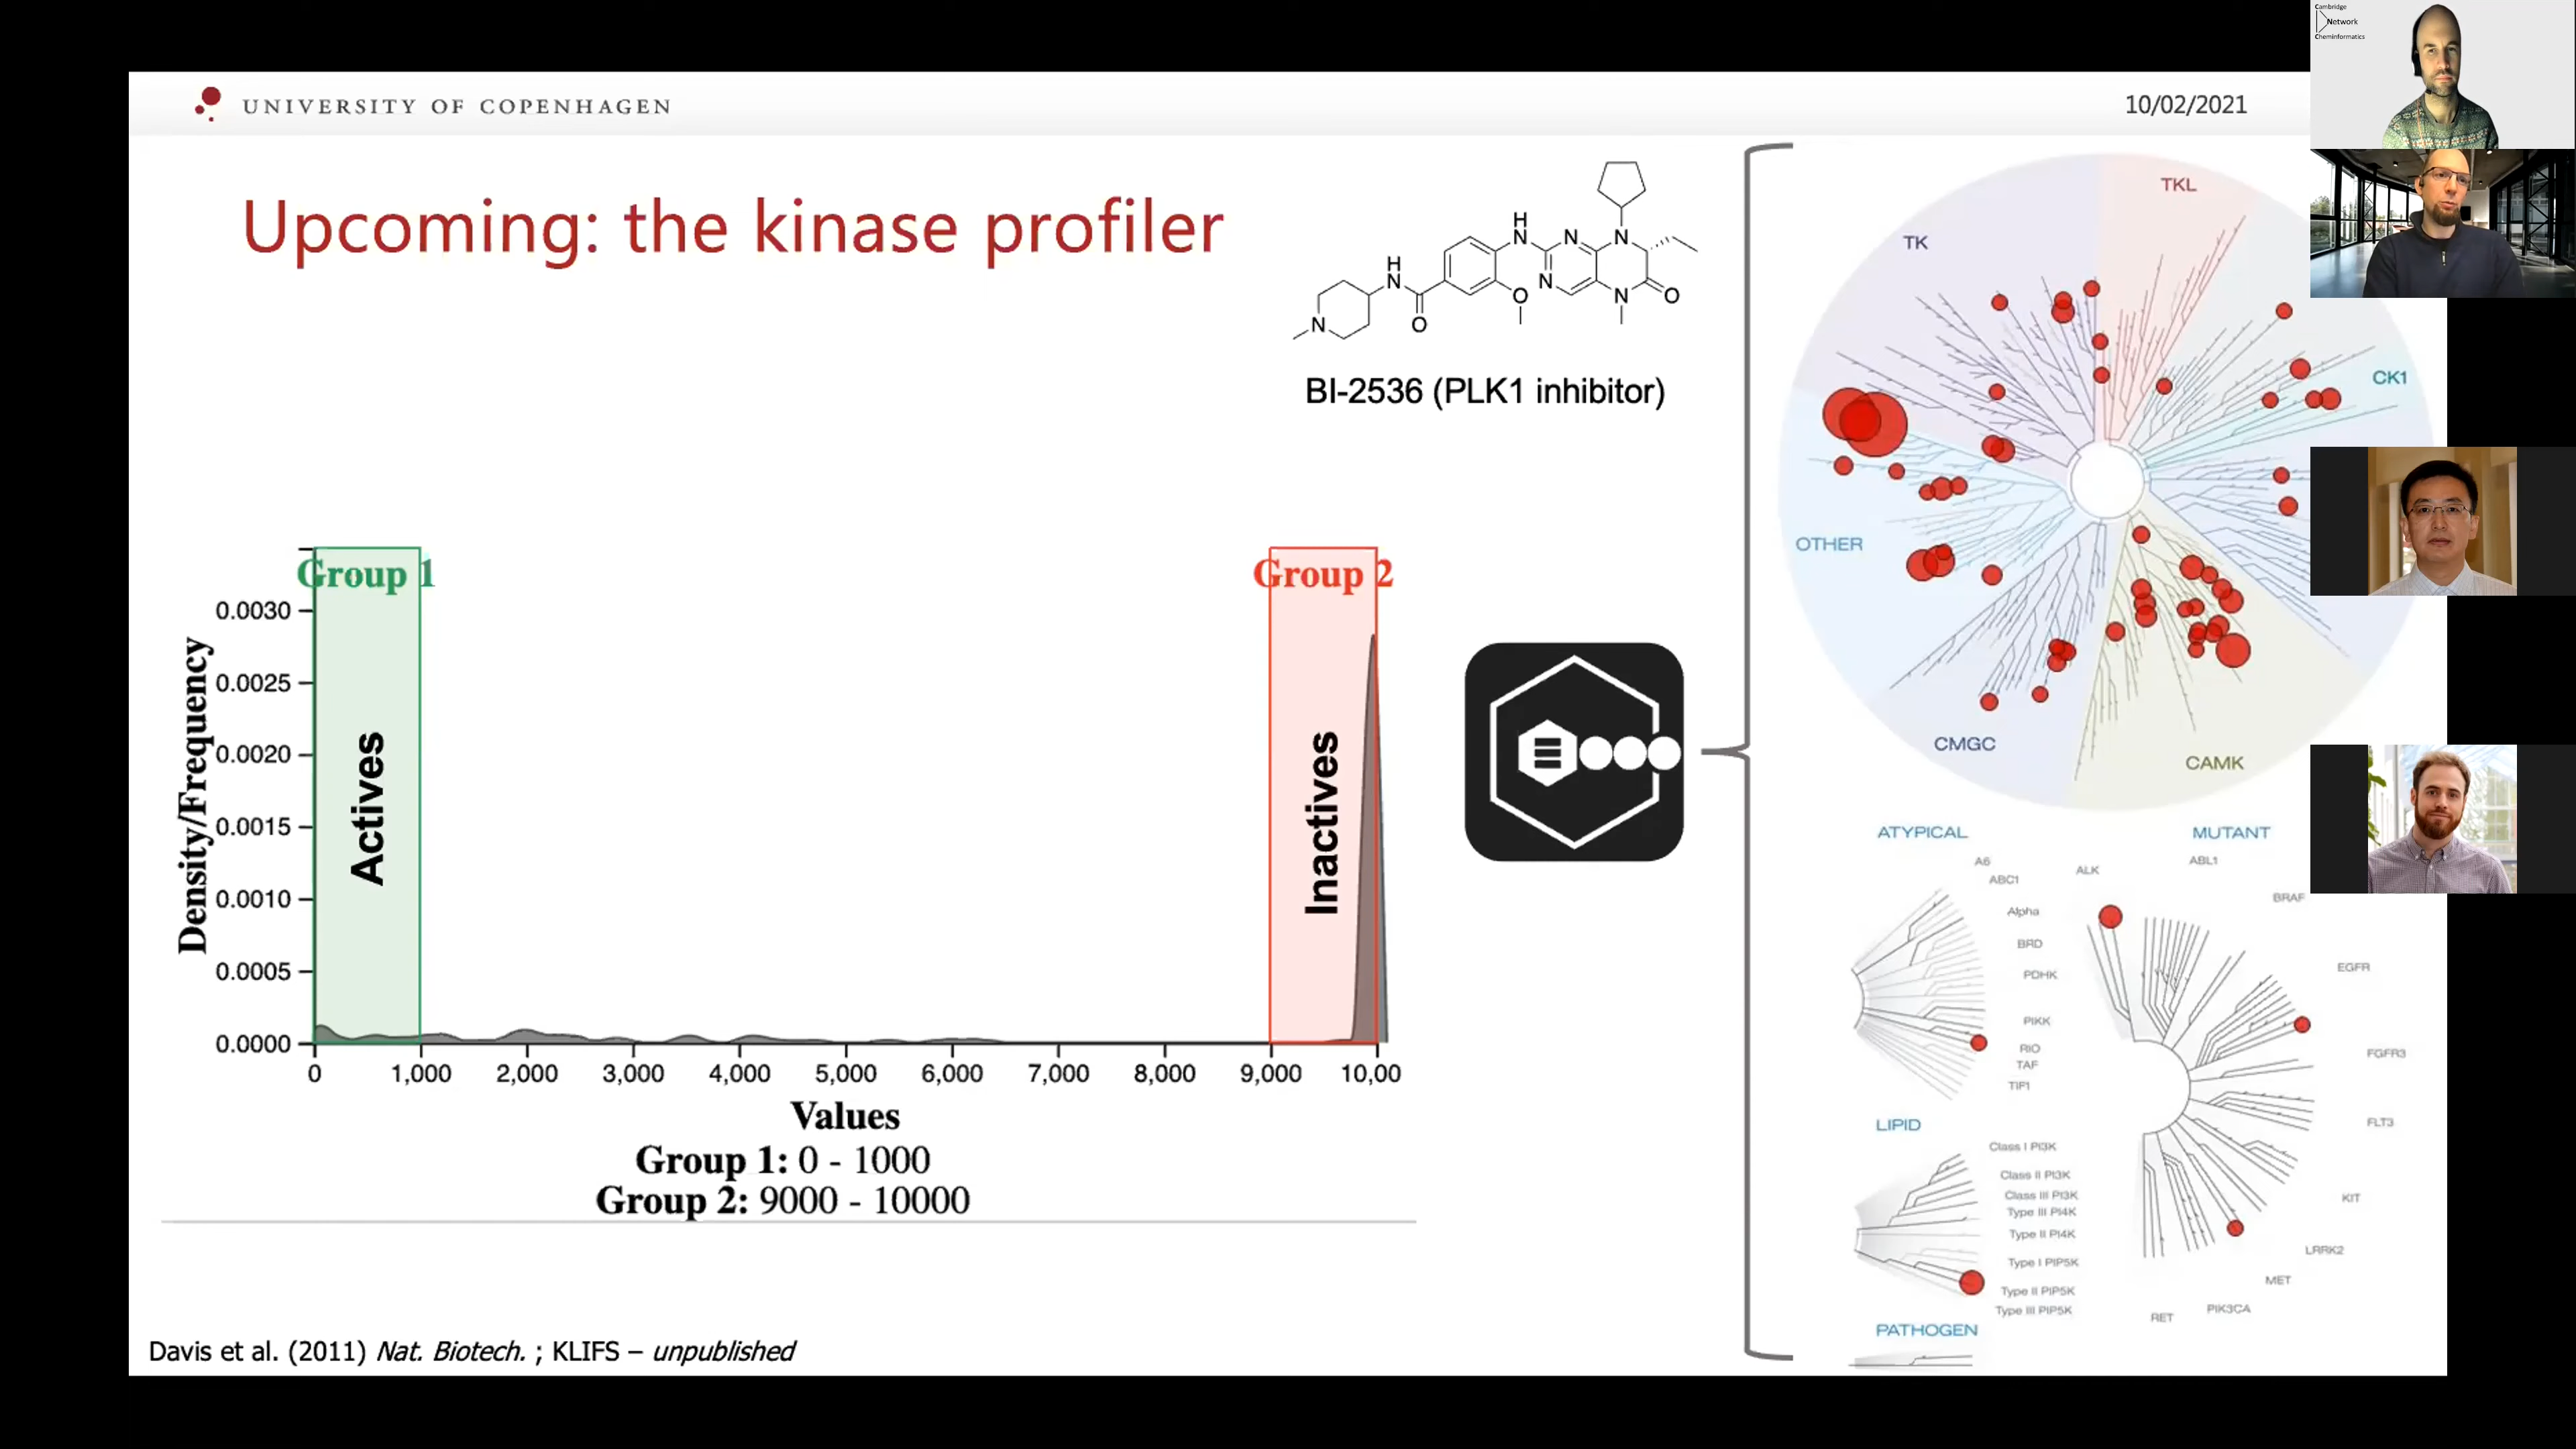 Cambridge
Network
Cheminformatics
UNIVERSITY OF COPENHAGEN
10/02/2021
Upcoming: the kinase profiler
H
N
N
N
N
N
O
H
N
O
O
N
BI-2536 (PLK1 inhibitor)
Group 1
Group 2
Actives
Inactives
Density/Frequency
0.0030
0.0025
0.0020
0.0015
0.0010
0.0005
0.0000
0
1,000
2,000
3,000
4,000
5,000
6,000
7,000
8,000
9,000
10,00
Values
Group 1: 0 - 1000
Group 2: 9000 - 10000
TKL
TK
CK1
OTHER
CMGC
CAMK
ATYPICAL
A6
ABC1
Alpha
BRD
PDHK
PIKK
RIO
TAF
TIF1
MUTANT
ALK
ABL1
BRAF
EGFR
FGFR3
FLT3
KIT
LRRK2
MET
PIK3CA
RET
LIPID
Class I PI3K
Class II PI3K
Class III PI3K
Type III PI4K
Type II PI4K
Type I PIP5K
Type II PIP5K
Type III PIP5K
PATHOGEN
Davis et al. (2011) Nat. Biotech. ; KLIFS – unpublished